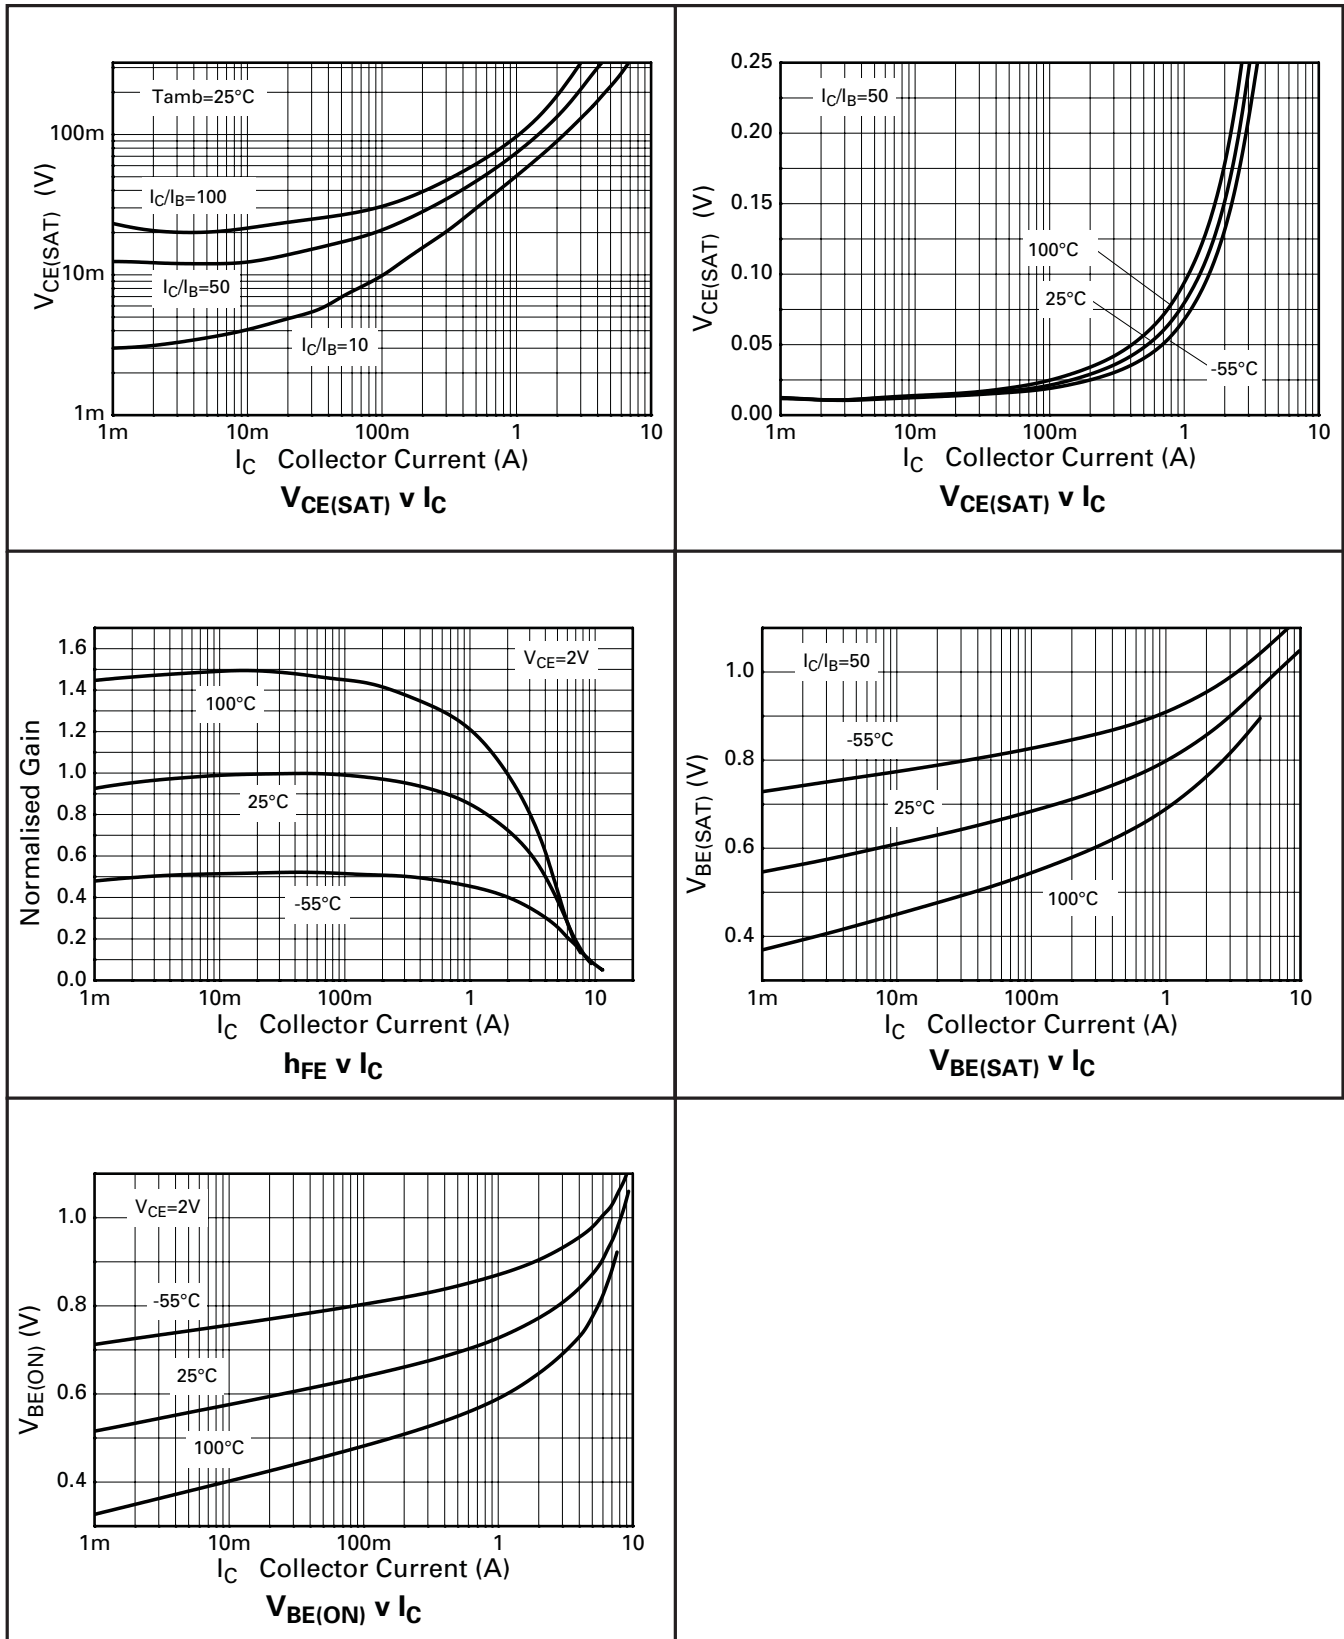 Tamb=25°C
IC/IB=100
IC/IB=50
IC/IB=10
VCE(SAT) (V)
100m
10m
1m
1m 10m 100m 1 10
IC Collector Current (A)
VCE(SAT) v IC
IC/IB=50
100°C
25°C
-55°C
VCE(SAT) (V)
0.25
0.20
0.15
0.10
0.05
0.00
1m 10m 100m 1 10
IC Collector Current (A)
VCE(SAT) v IC
VCE=2V
100°C
25°C
-55°C
Normalised Gain
1.6
1.4
1.2
1.0
0.8
0.6
0.4
0.2
0.0
1m 10m 100m 1 10
IC Collector Current (A)
hFE v IC
IC/IB=50
-55°C
25°C
100°C
VBE(SAT) (V)
1.0
0.8
0.6
0.4
1m 10m 100m 1 10
IC Collector Current (A)
VBE(SAT) v IC
VCE=2V
-55°C
25°C
100°C
VBE(ON) (V)
1.0
0.8
0.6
0.4
1m 10m 100m 1 10
IC Collector Current (A)
VBE(ON) v IC